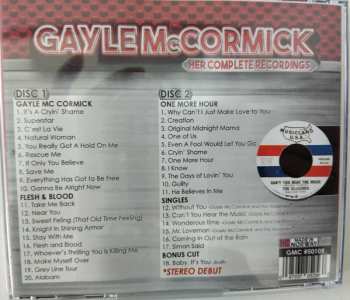 GAYLE McCORMICK
HER COMPLETE RECORDINGS
(DISC 1)
GAYLE MC CORMICK
1. It's A Cryin' Shame
2. Superstar
3. C'est La Vie
4. Natural Woman
5. You Really Got A Hold On Me
6. Rescue Me
7. If Only You Believe
8. Save Me
9. Everything Has Got to Be Free
10. Gonna Be Alright Now
FLESH & BLOOD
11. Take Me Back
12. Near You
13. Sweet Feeling (That Old Time Feeling)
14. Knight In Shining Armor
15. Stay With Me
16. Flesh and Blood
17. Whoever's Thrilling You Is Killing Me
18. Make Myself Over
19. Grey Line Tour
20. Alabama
(DISC 2)
ONE MORE HOUR
1. Why Can't I Just Make Love to You
2. Creation
3. Original Midnight Mama
4. One of Us
5. Even a Fool Would Let You Go
6. Cryin' Shame
7. One More Hour
8. I Know
9. The Days of Lovin' You
10. Guilty
11. He Believes In Me
SINGLES
12. Without You
13. Can't You Hear the Music
14. Mr. Loveman
15. Coming In Out of the Rain
17. Simon Said
BONUS CUT
18. Baby, It's You
*STEREO DEBUT
MUSICLAND
U.S.A.
CAN'T YOU HEAR THE MUSIC
GMC #50108